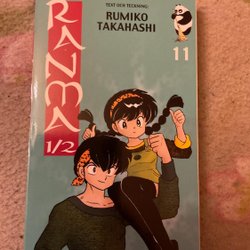 RANMA
1/2
TEXT OCH TECKNING:
RUMIKO
TAKAHASHI
11